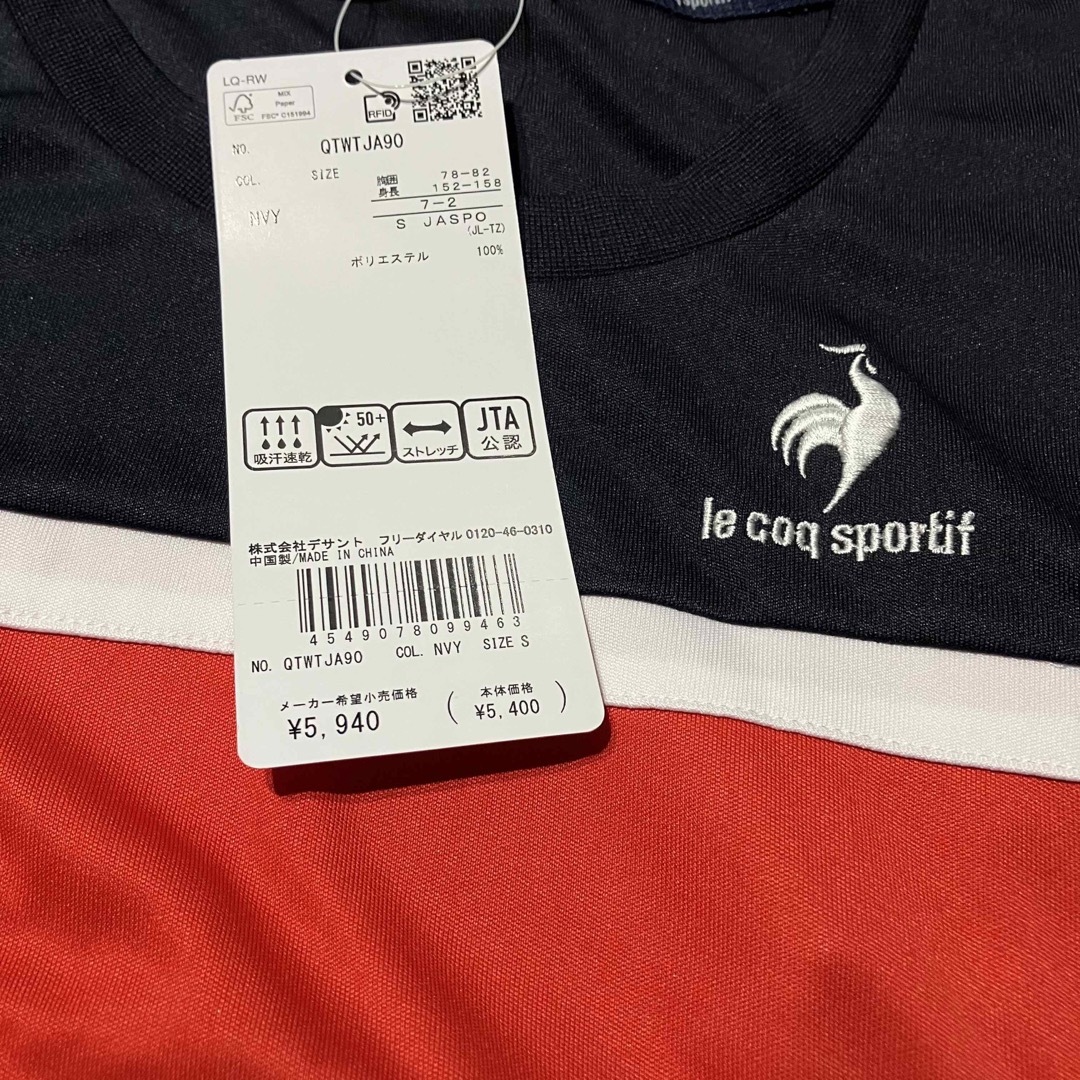 LQ-RW
FSC
MIX
Paper
FSC® C151994
RFID
NO. QTWTJA90
COL. SIZE
胸囲 78-82
身長 152-158
NVY
7-2
S JASPO
(JL-TZ)
ポリエステル 100%
吸汗速乾
50+
ストレッチ
JTA
公認
株式会社デサント フリーダイヤル 0120-46-0310
中国製/MADE IN CHINA
4549078099463
NO. QTWTJA90 COL. NVY SIZE S
メーカー希望小売価格
¥5,940
(本体価格
¥5,400)
le coq sportif